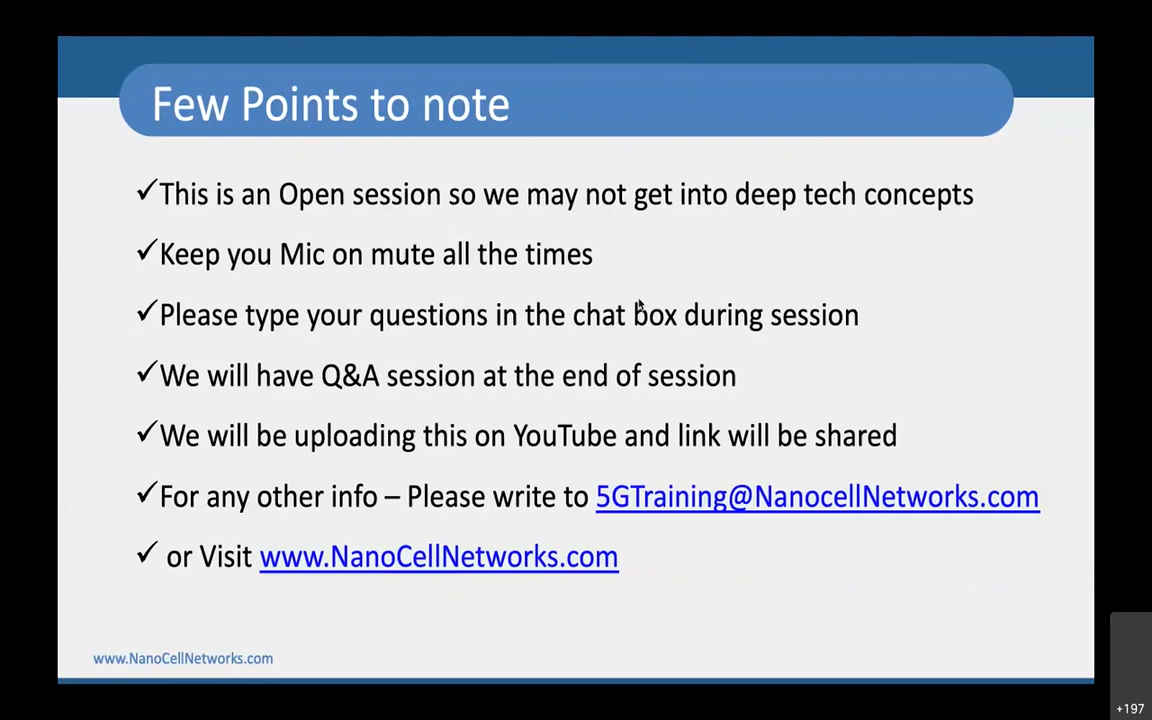 Few Points to note
✓This is an Open session so we may not get into deep tech concepts
✓Keep you Mic on mute all the times
✓Please type your questions in the chat box during session
✓We will have Q&A session at the end of session
✓We will be uploading this on YouTube and link will be shared
✓For any other info – Please write to 5GTraining@NanocellNetworks.com
✓ or Visit www.NanoCellNetworks.com
www.NanoCellNetworks.com
+197